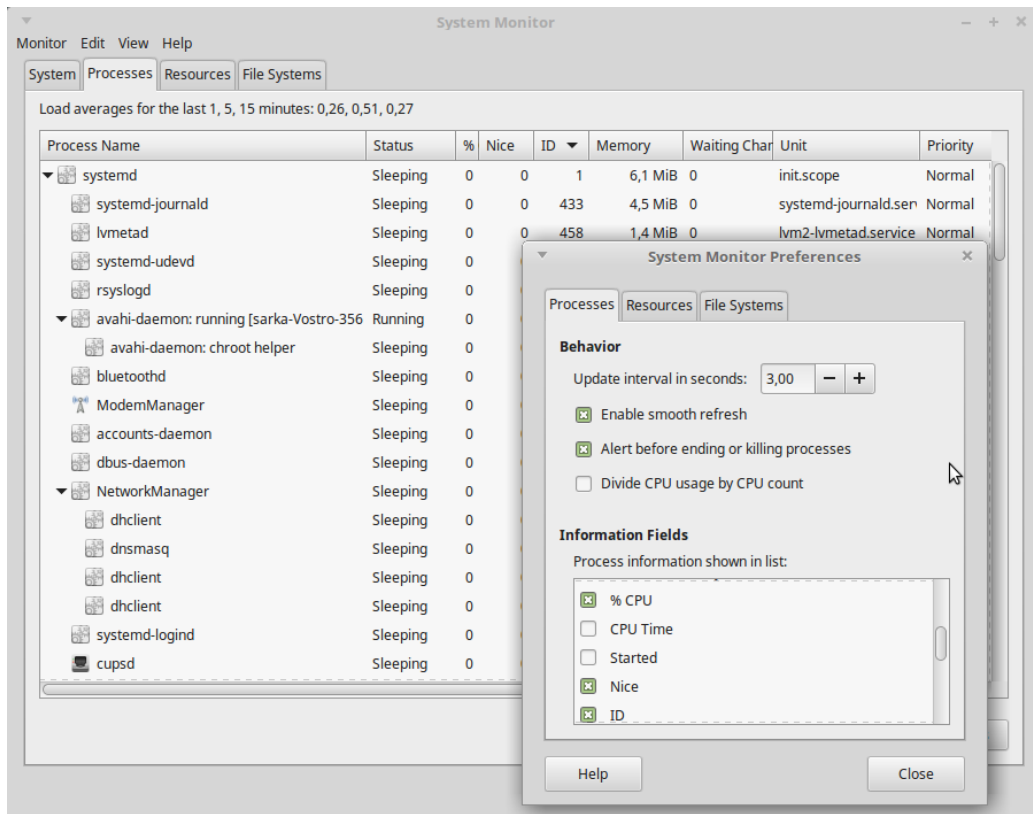 System Monitor
Monitor Edit View Help
System Processes Resources File Systems
Load averages for the last 1, 5, 15 minutes: 0,26, 0,51, 0,27
Process Name Status % Nice ID Memory Waiting Chan Unit Priority
systemd Sleeping 0 0 1 6,1 MiB 0 init.scope Normal
systemd-journald Sleeping 0 0 433 4,5 MiB 0 systemd-journald.serv Normal
lvmetad Sleeping 0 0 458 1,4 MiB 0 lvm2-lvmetad.service Normal
systemd-udevd Sleeping 0
rsyslogd Sleeping 0
avahi-daemon: running [sarka-Vostro-356 Running 0
avahi-daemon: chroot helper Sleeping 0
bluetoothd Sleeping 0
ModemManager Sleeping 0
accounts-daemon Sleeping 0
dbus-daemon Sleeping 0
NetworkManager Sleeping 0
dhclient Sleeping 0
dnsmasq Sleeping 0
dhclient Sleeping 0
dhclient Sleeping 0
systemd-logind Sleeping 0
cupsd Sleeping 0
System Monitor Preferences
Processes Resources File Systems
Behavior
Update interval in seconds: 3,00 − +
Enable smooth refresh
Alert before ending or killing processes
Divide CPU usage by CPU count
Information Fields
Process information shown in list:
% CPU
CPU Time
Started
Nice
ID
Help Close